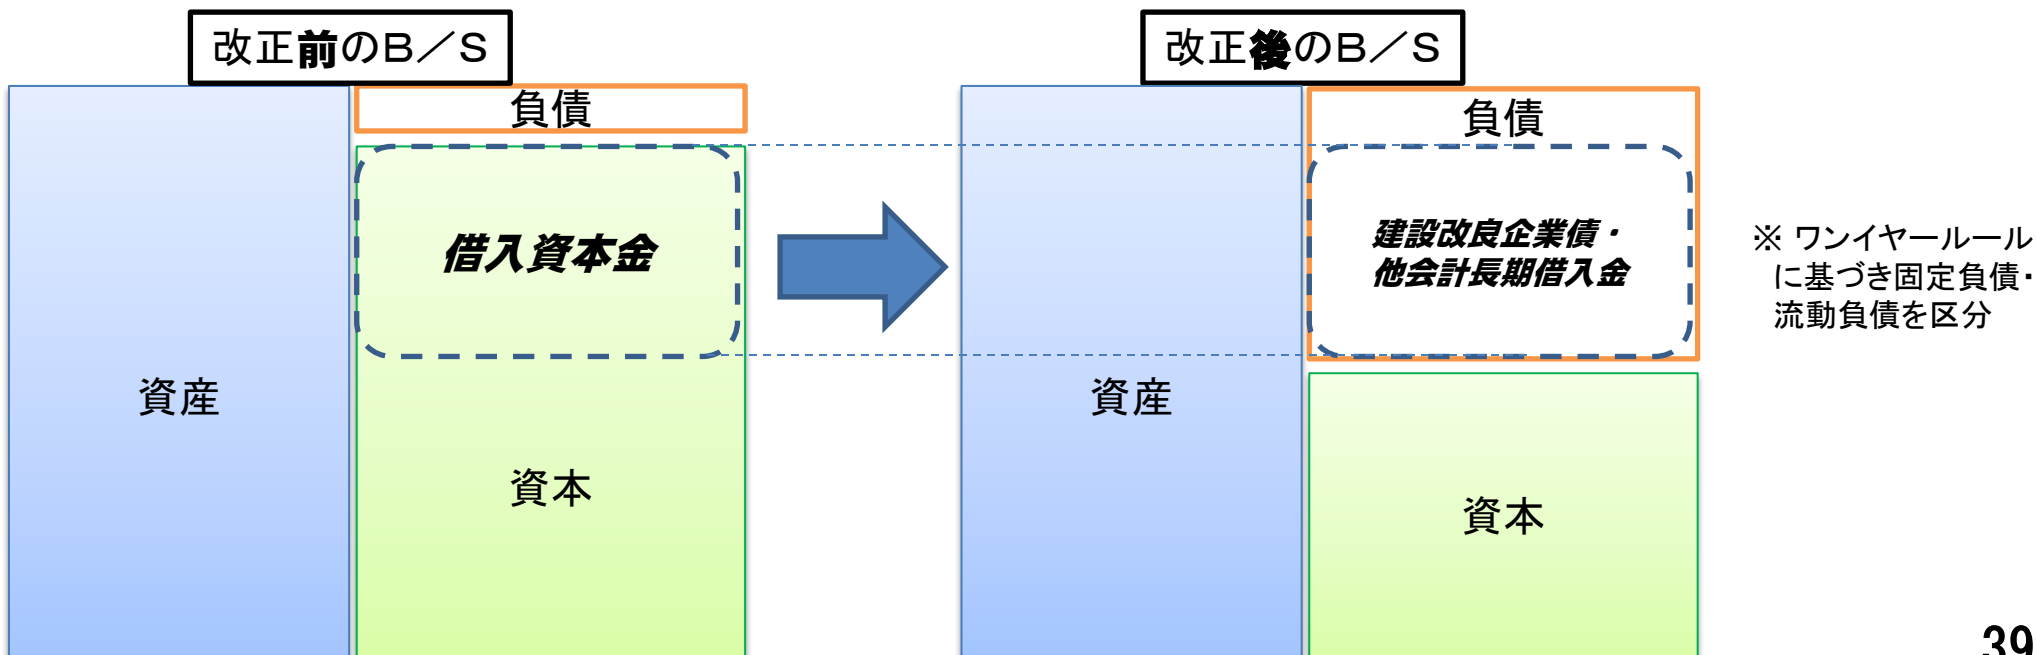 改正前のB/S
負債
借入資本金
資産
資本
改正後のB/S
負債
建設改良企業債・
他会計長期借入金
資産
資本
※ ワンイヤールール
に基づき固定負債・
流動負債を区分
39